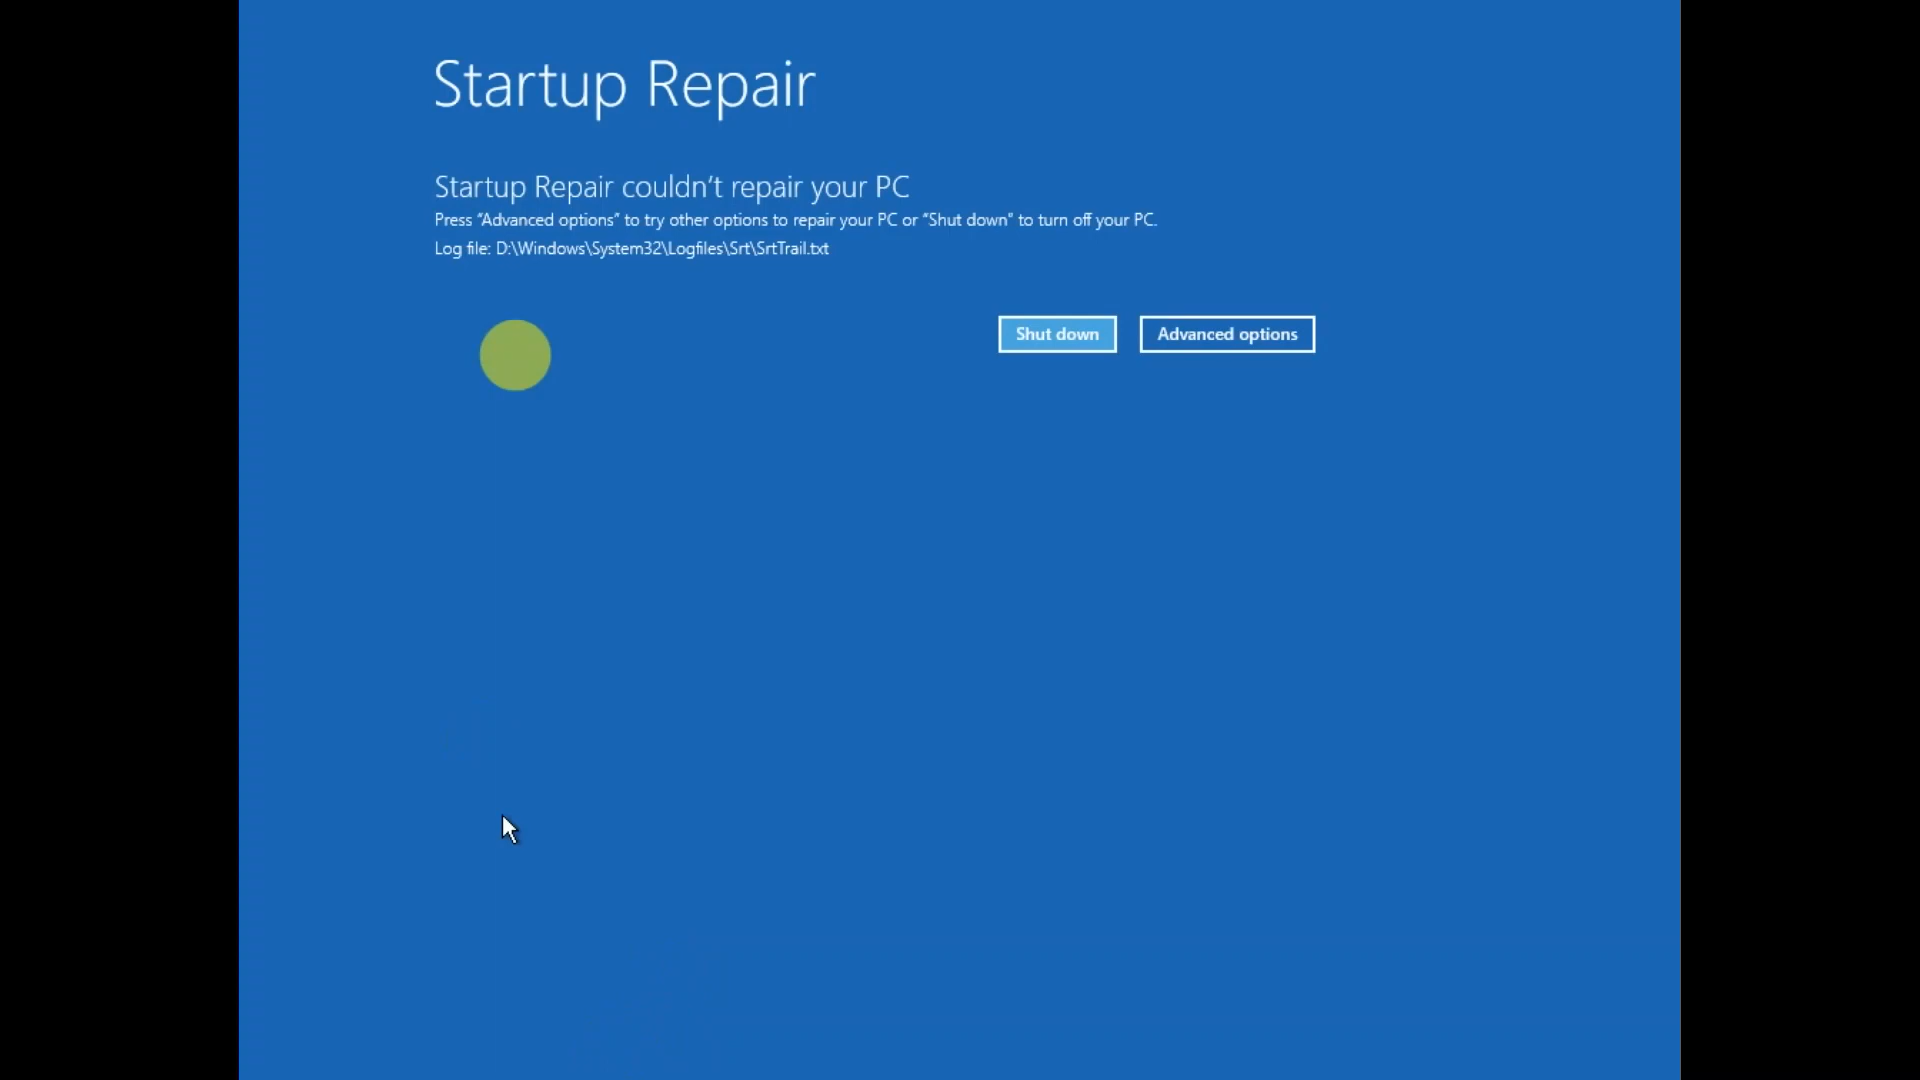 Startup Repair
Startup Repair couldn't repair your PC
Press “Advanced options” to try other options to repair your PC or “Shut down” to turn off your PC.
Log file: D:\Windows\System32\Logfiles\Srt\SrtTrail.txt
Shut down
Advanced options